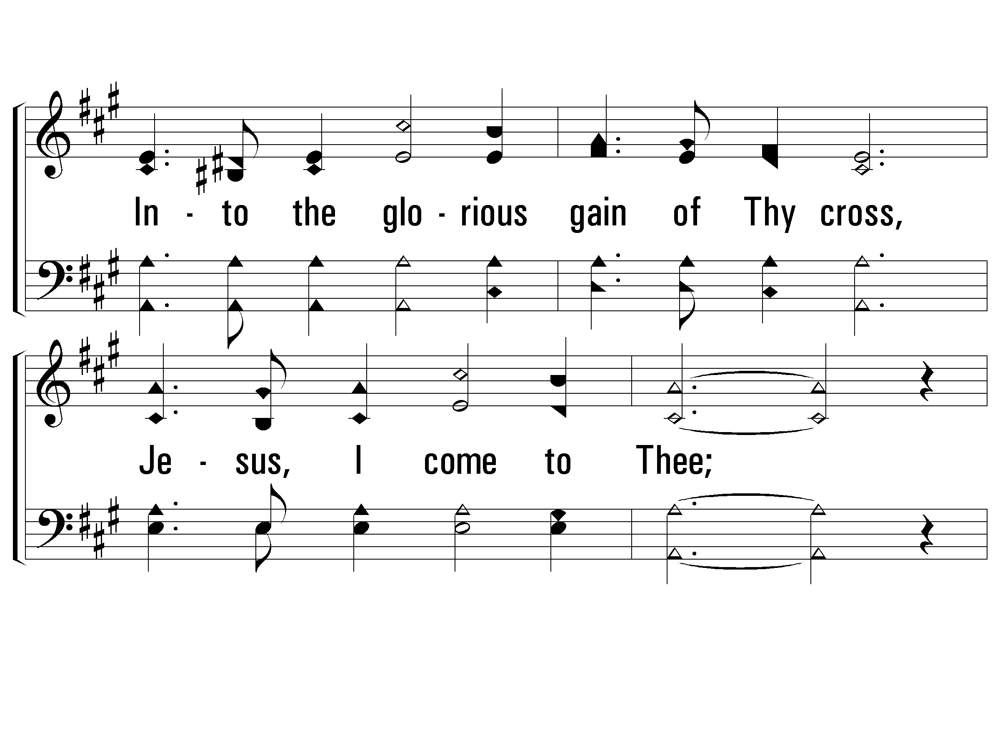 In - to the glo - rious gain of Thy cross,
Je - sus, I come to Thee;